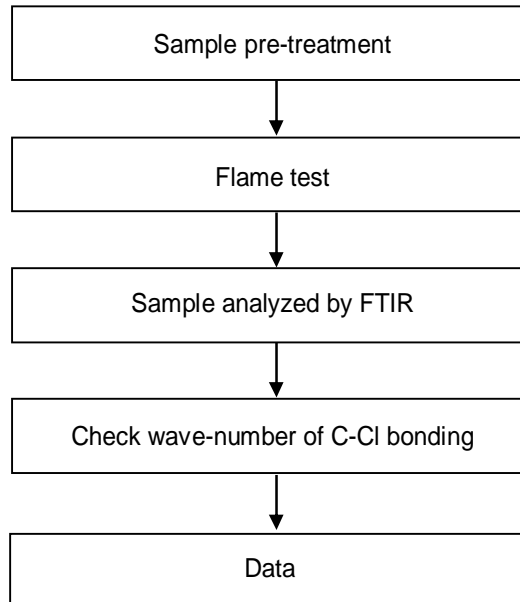 Sample pre-treatment
Flame test
Sample analyzed by FTIR
Check wave-number of C-Cl bonding
Data